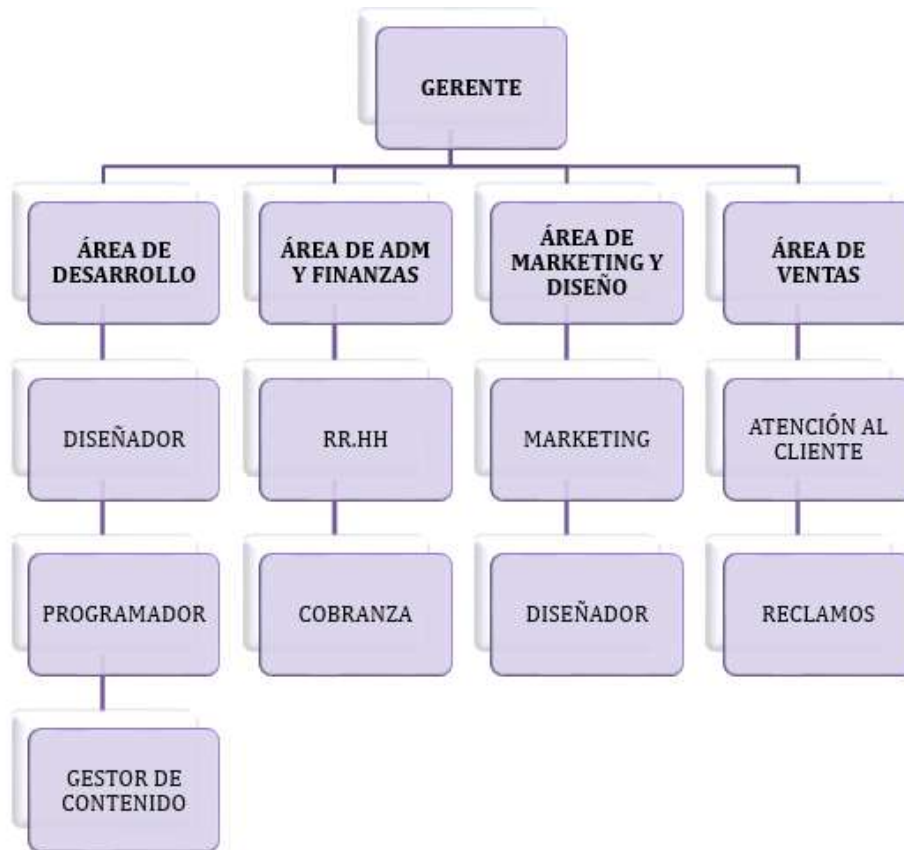 GERENTE
ÁREA DE
DESARROLLO
ÁREA DE ADM
Y FINANZAS
ÁREA DE
MARKETING Y
DISEÑO
ÁREA DE
VENTAS
DISEÑADOR
RR.HH
MARKETING
ATENCIÓN AL
CLIENTE
PROGRAMADOR
COBRANZA
DISEÑADOR
RECLAMOS
GESTOR DE
CONTENIDO